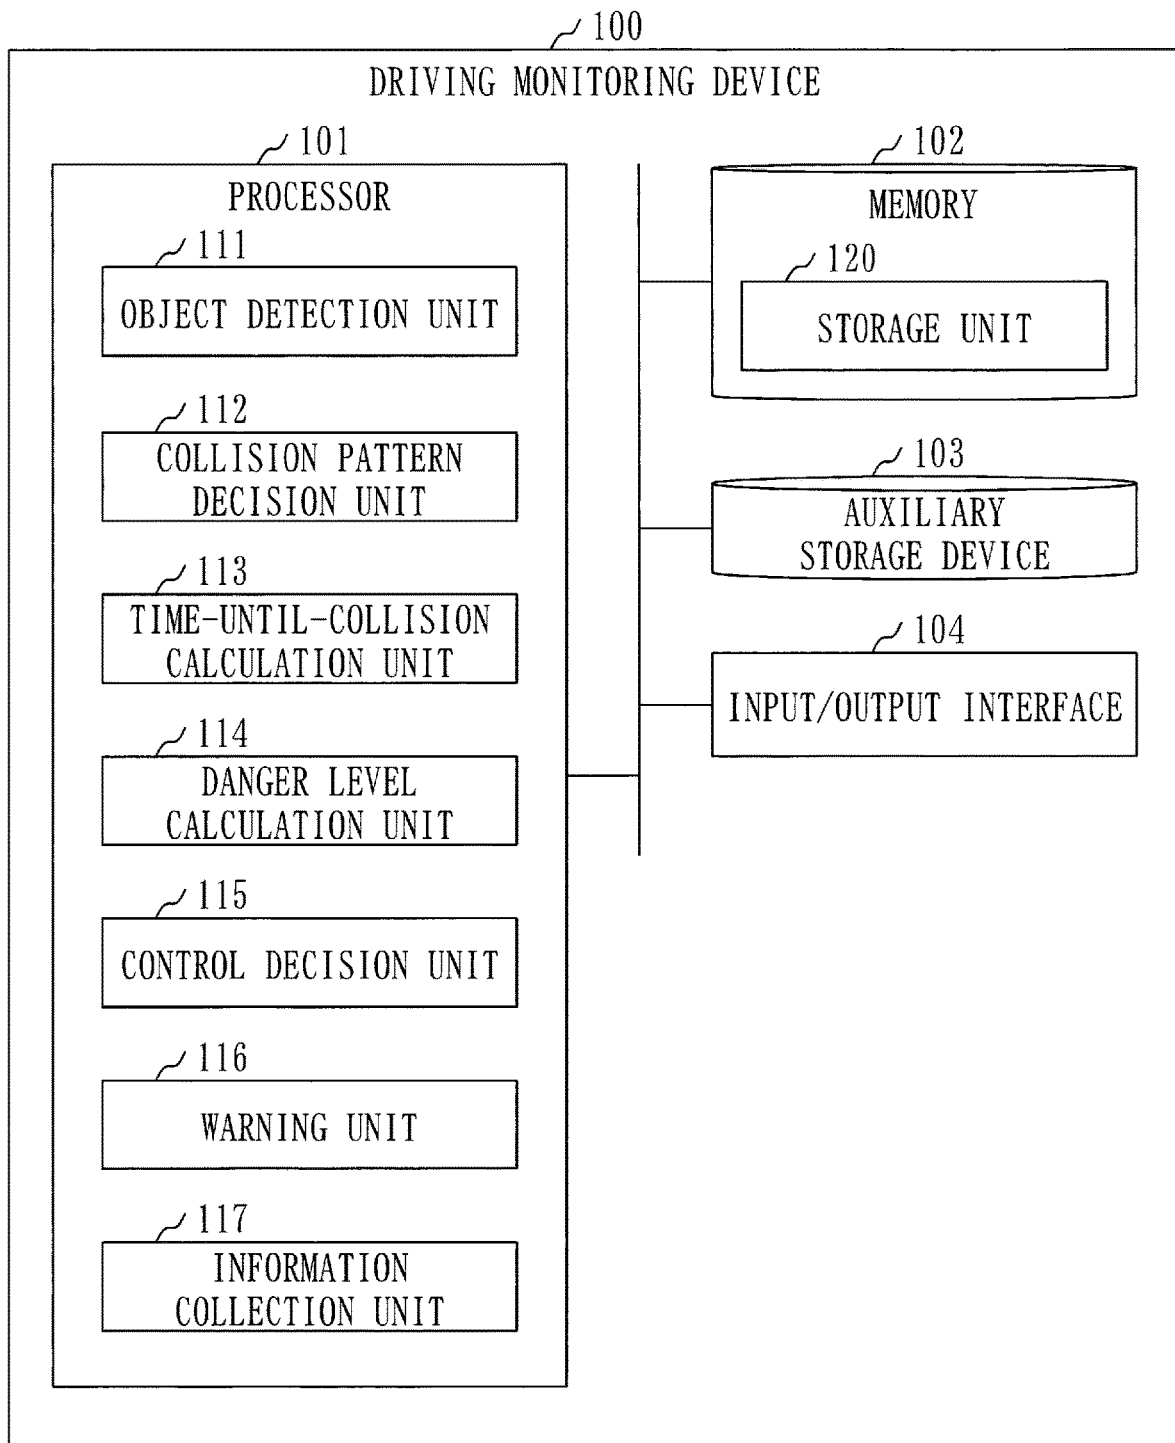 100
DRIVING MONITORING DEVICE
101
PROCESSOR
111
OBJECT DETECTION UNIT
112
COLLISION PATTERN
DECISION UNIT
113
TIME-UNTIL-COLLISION
CALCULATION UNIT
114
DANGER LEVEL
CALCULATION UNIT
115
CONTROL DECISION UNIT
116
WARNING UNIT
117
INFORMATION
COLLECTION UNIT
102
MEMORY
120
STORAGE UNIT
103
AUXILIARY
STORAGE DEVICE
104
INPUT/OUTPUT INTERFACE